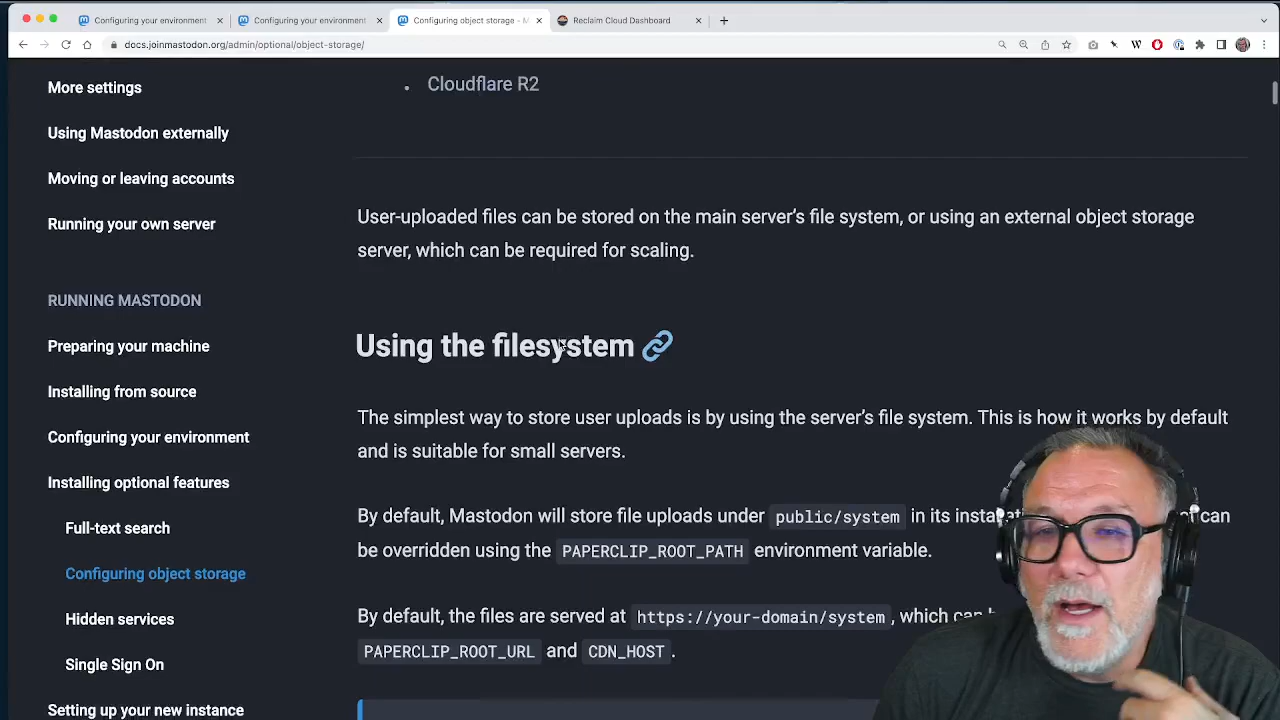 Configuring your environment
Configuring your environment
Configuring object storage - M
Reclaim Cloud Dashboard
docs.joinmastodon.org/admin/optional/object-storage/
More settings
Using Mastodon externally
Moving or leaving accounts
Running your own server
RUNNING MASTODON
Preparing your machine
Installing from source
Configuring your environment
Installing optional features
Full-text search
Configuring object storage
Hidden services
Single Sign On
Setting up your new instance
Cloudflare R2
User-uploaded files can be stored on the main server's file system, or using an external object storage
server, which can be required for scaling.
Using the filesystem
The simplest way to store user uploads is by using the server's file system. This is how it works by default
and is suitable for small servers.
By default, Mastodon will store file uploads under public/system in its can
be overridden using the PAPERCLIP_ROOT_PATH environment variable.
By default, the files are served at https://your-domain/system, which can
PAPERCLIP_ROOT_URL and CDN_HOST.